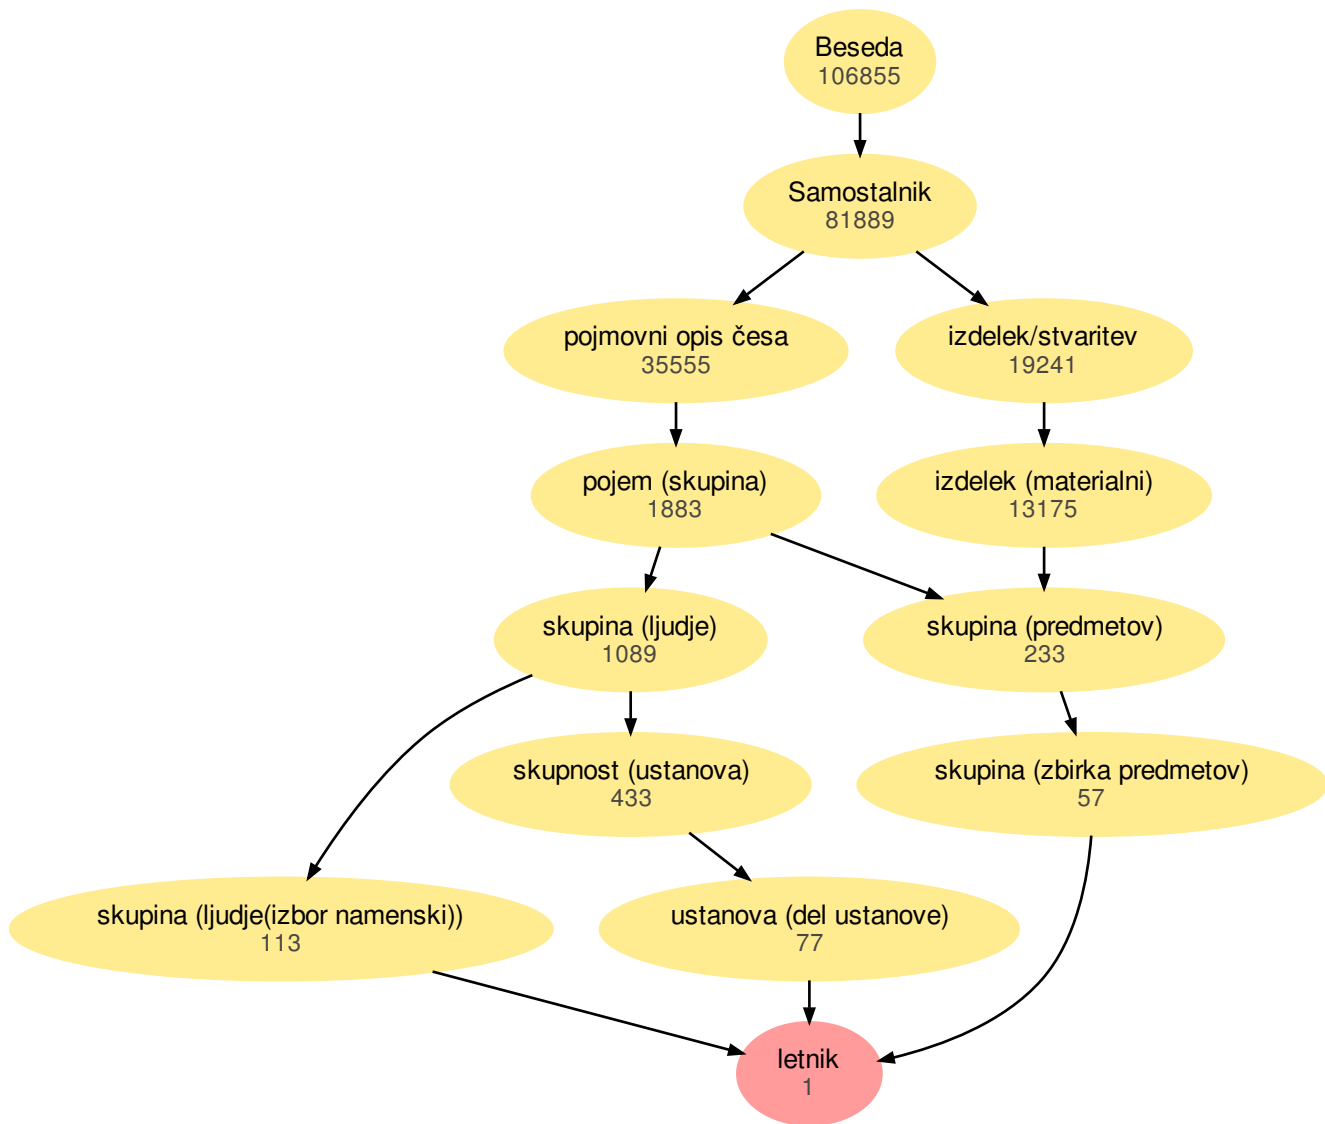 Beseda
106855
Samostalnik
81889
pojmovni opis česa
35555
izdelek/stvaritev
19241
pojem (skupina)
1883
izdelek (materialni)
13175
skupina (ljudje)
1089
skupina (predmetov)
233
skupnost (ustanova)
433
skupina (zbirka predmetov)
57
skupina (ljudje(izbor namenski))
113
ustanova (del ustanove)
77
letnik
1